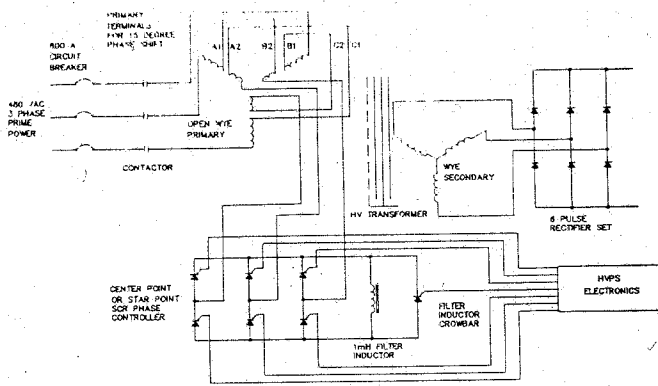 PRIMARY
TERMINALS
FOR 15 DEGREE
PHASE SHIFT
A1 A2 B2 B1 C2 C1
600-A
CIRCUIT
BREAKER
480 VAC
3 PHASE
PRIME
POWER
OPEN WYE
PRIMARY
CONTACTOR
WYE
SECONDARY
HV TRANSFORMER
6-PULSE
RECTIFIER SET
CENTER POINT
OR STAR POINT
SCR PHASE
CONTROLLER
1mH FILTER
INDUCTOR
FILTER
INDUCTOR
CROWBAR
HVPS
ELECTRONICS